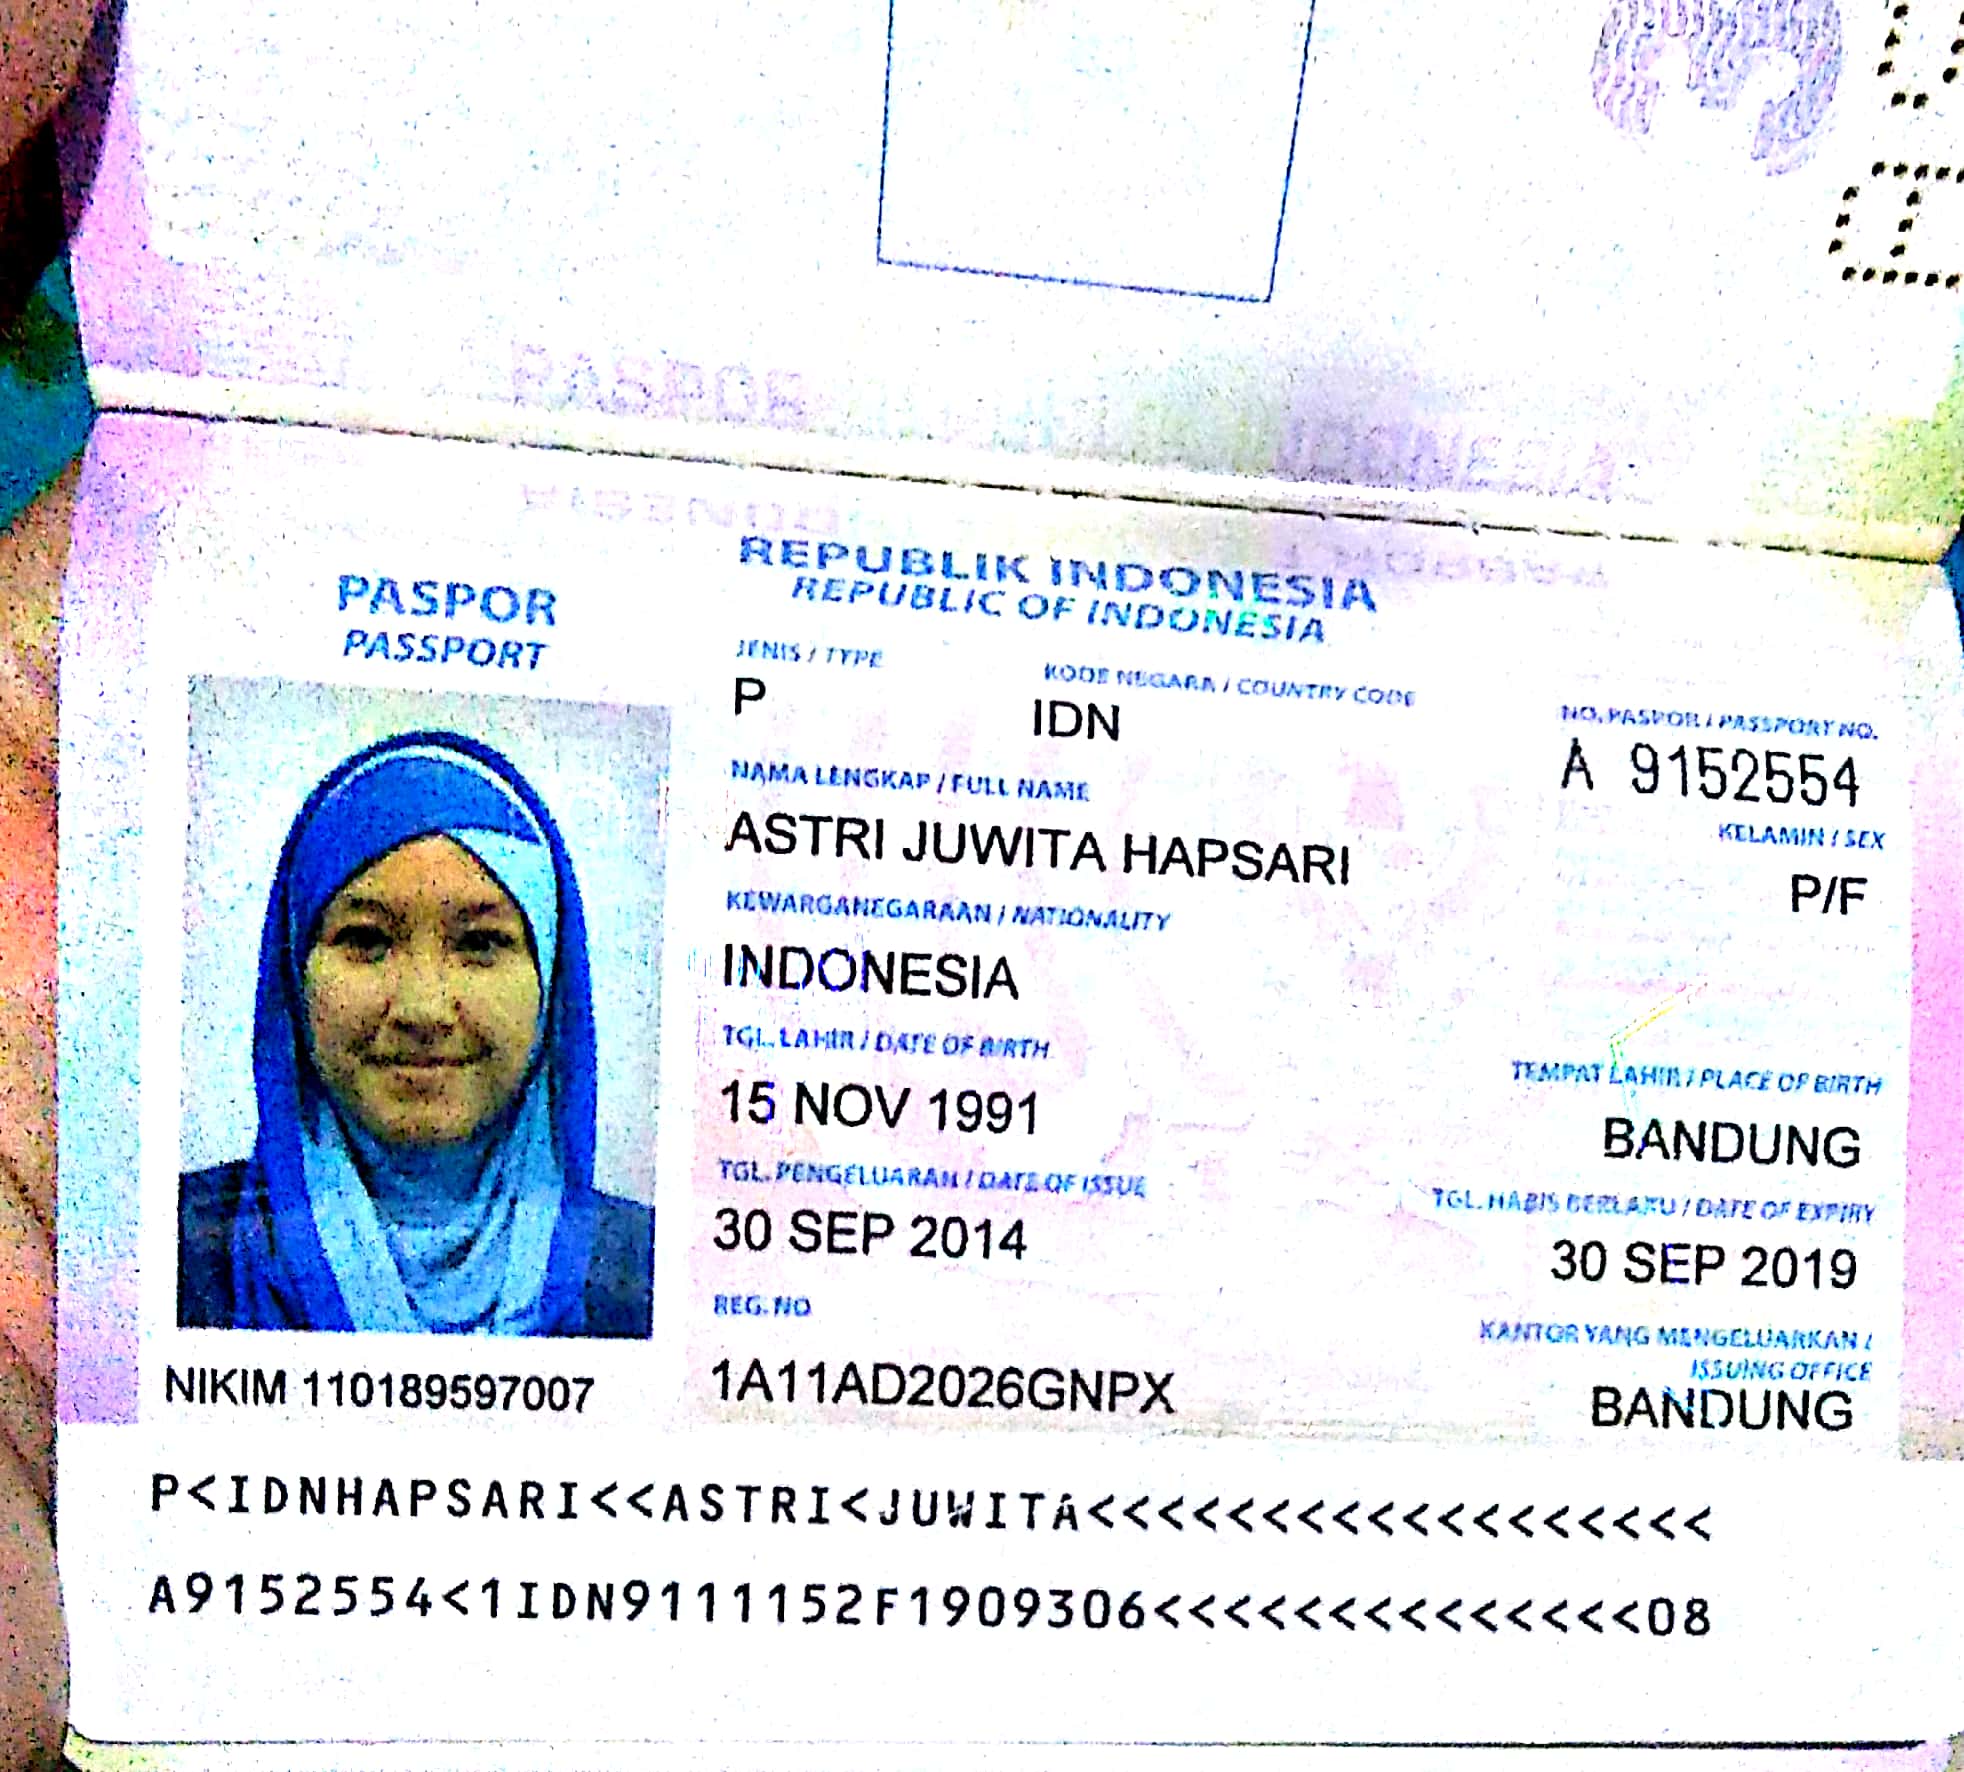 PASPOR INDONESIA
REPUBLIK INDONESIA
REPUBLIC OF INDONESIA
PASPOR
PASSPORT
JENIS / TYPE
KODE NEGARA / COUNTRY CODE
NO. PASPOR / PASSPORT NO.
P
IDN
A 9152554
NAMA LENGKAP / FULL NAME
KELAMIN / SEX
ASTRI JUWITA HAPSARI
P/F
KEWARGANEGARAAN / NATIONALITY
INDONESIA
TGL. LAHIR / DATE OF BIRTH
TEMPAT LAHIR / PLACE OF BIRTH
15 NOV 1991
BANDUNG
TGL. PENGELUARAN / DATE OF ISSUE
TGL. HABIS BERLAKU / DATE OF EXPIRY
30 SEP 2014
30 SEP 2019
REG. NO
KANTOR YANG MENGELUARKAN /
ISSUING OFFICE
NIKIM 110189597007
1A11AD2026GNPX
BANDUNG
P<IDNHAPSARI<<ASTRI<JUWITA<<<<<<<<<<<<<<<<<<
A9152554<1IDN9111152F1909306<<<<<<<<<<<<<<08